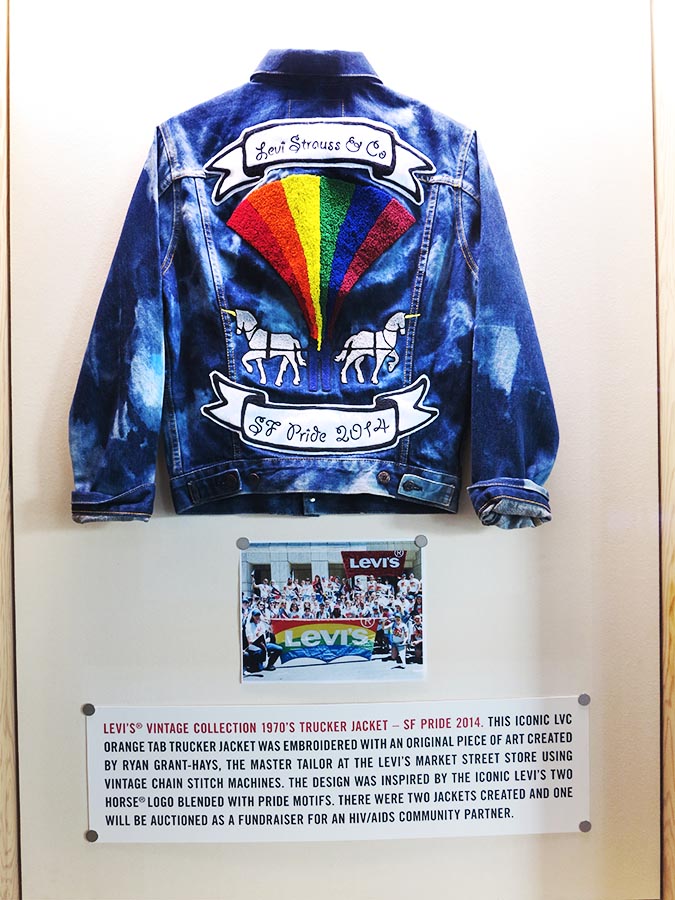 Levi Strauss & Co
SF Pride 2014
LEVI'S®
LEVI'S®
LEVI'S® VINTAGE COLLECTION 1970'S TRUCKER JACKET – SF PRIDE 2014. THIS ICONIC LVC
ORANGE TAB TRUCKER JACKET WAS EMBROIDERED WITH AN ORIGINAL PIECE OF ART CREATED
BY RYAN GRANT-HAYS, THE MASTER TAILOR AT THE LEVI'S MARKET STREET STORE USING
VINTAGE CHAIN STITCH MACHINES. THE DESIGN WAS INSPIRED BY THE ICONIC LEVI'S TWO
HORSE® LOGO BLENDED WITH PRIDE MOTIFS. THERE WERE TWO JACKETS CREATED AND ONE
WILL BE AUCTIONED AS A FUNDRAISER FOR AN HIV/AIDS COMMUNITY PARTNER.